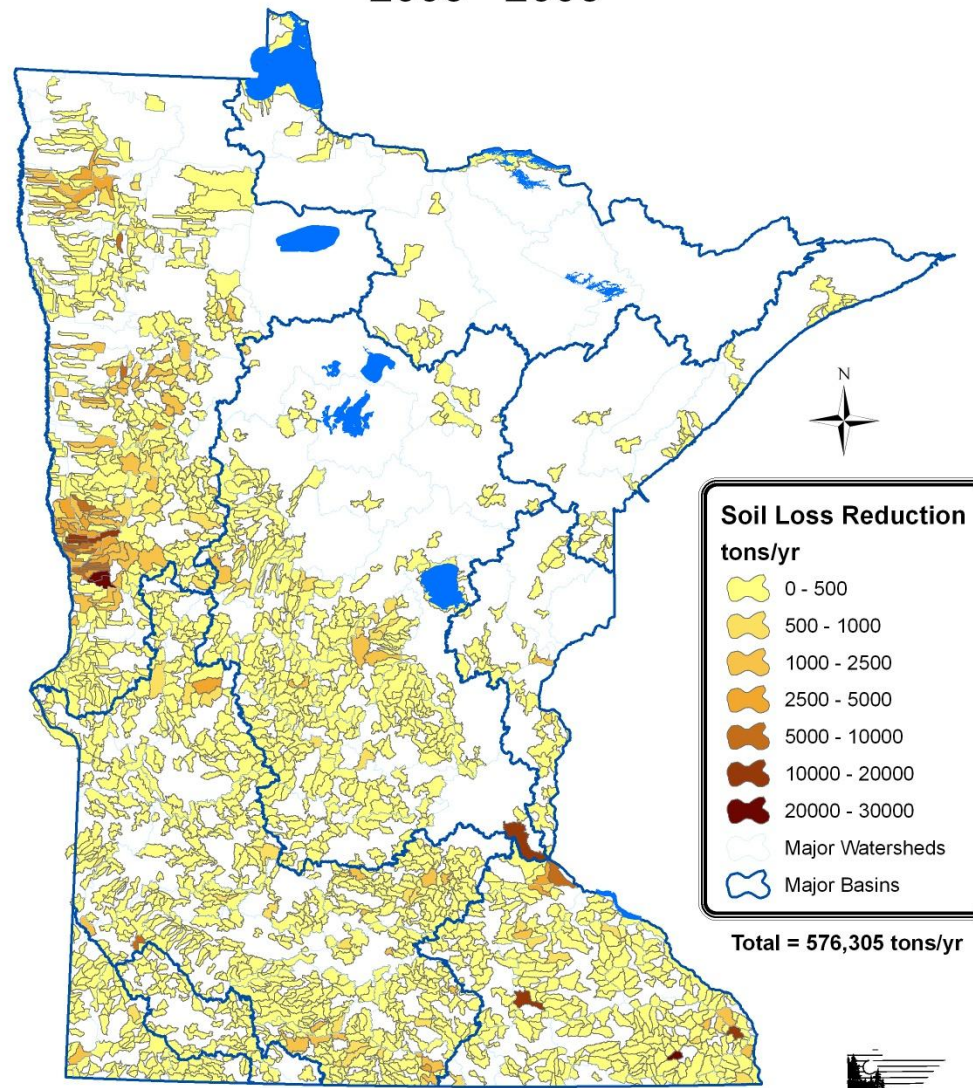 N
Soil Loss Reduction
tons/yr
0 - 500
500 - 1000
1000 - 2500
2500 - 5000
5000 - 10000
10000 - 20000
20000 - 30000
Major Watersheds
Major Basins
Total = 576,305 tons/yr